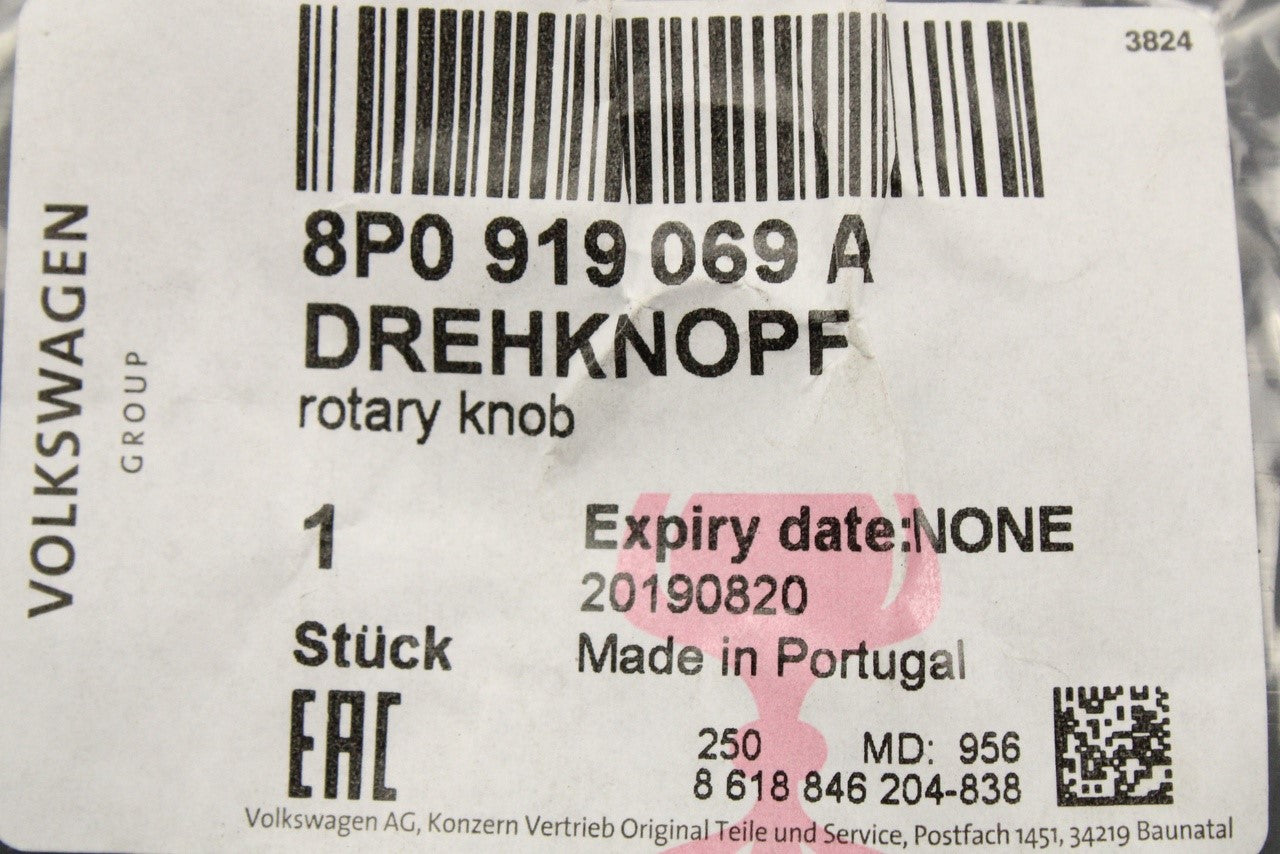 3824
VOLKSWAGEN
GROUP
8P0 919 069 A
DREHKNOPF
rotary knob
1
Stück
Expiry date:NONE
20190820
Made in Portugal
EAC
250 MD: 956
8 618 846 204-838
Volkswagen AG, Konzern Vertrieb Original Teile und Service, Postfach 1451, 34219 Baunatal